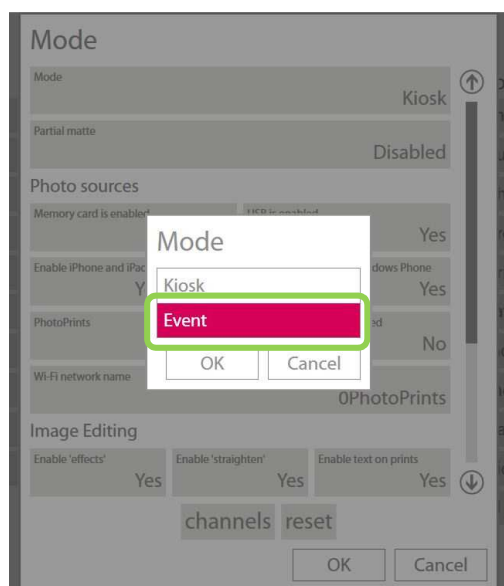 Mode
Mode
Kiosk
Partial matte
Disabled
Photo sources
Memory card is enabled
Yes
Mode
Kiosk
Event
OK Cancel
Enable iPhone and
Yes
PhotoPrints
No
Wi-Fi network name
0PhotoPrints
Image Editing
Enable 'effects' Enable 'straighten' Enable text on prints
Yes Yes Yes
channels reset
OK Cancel